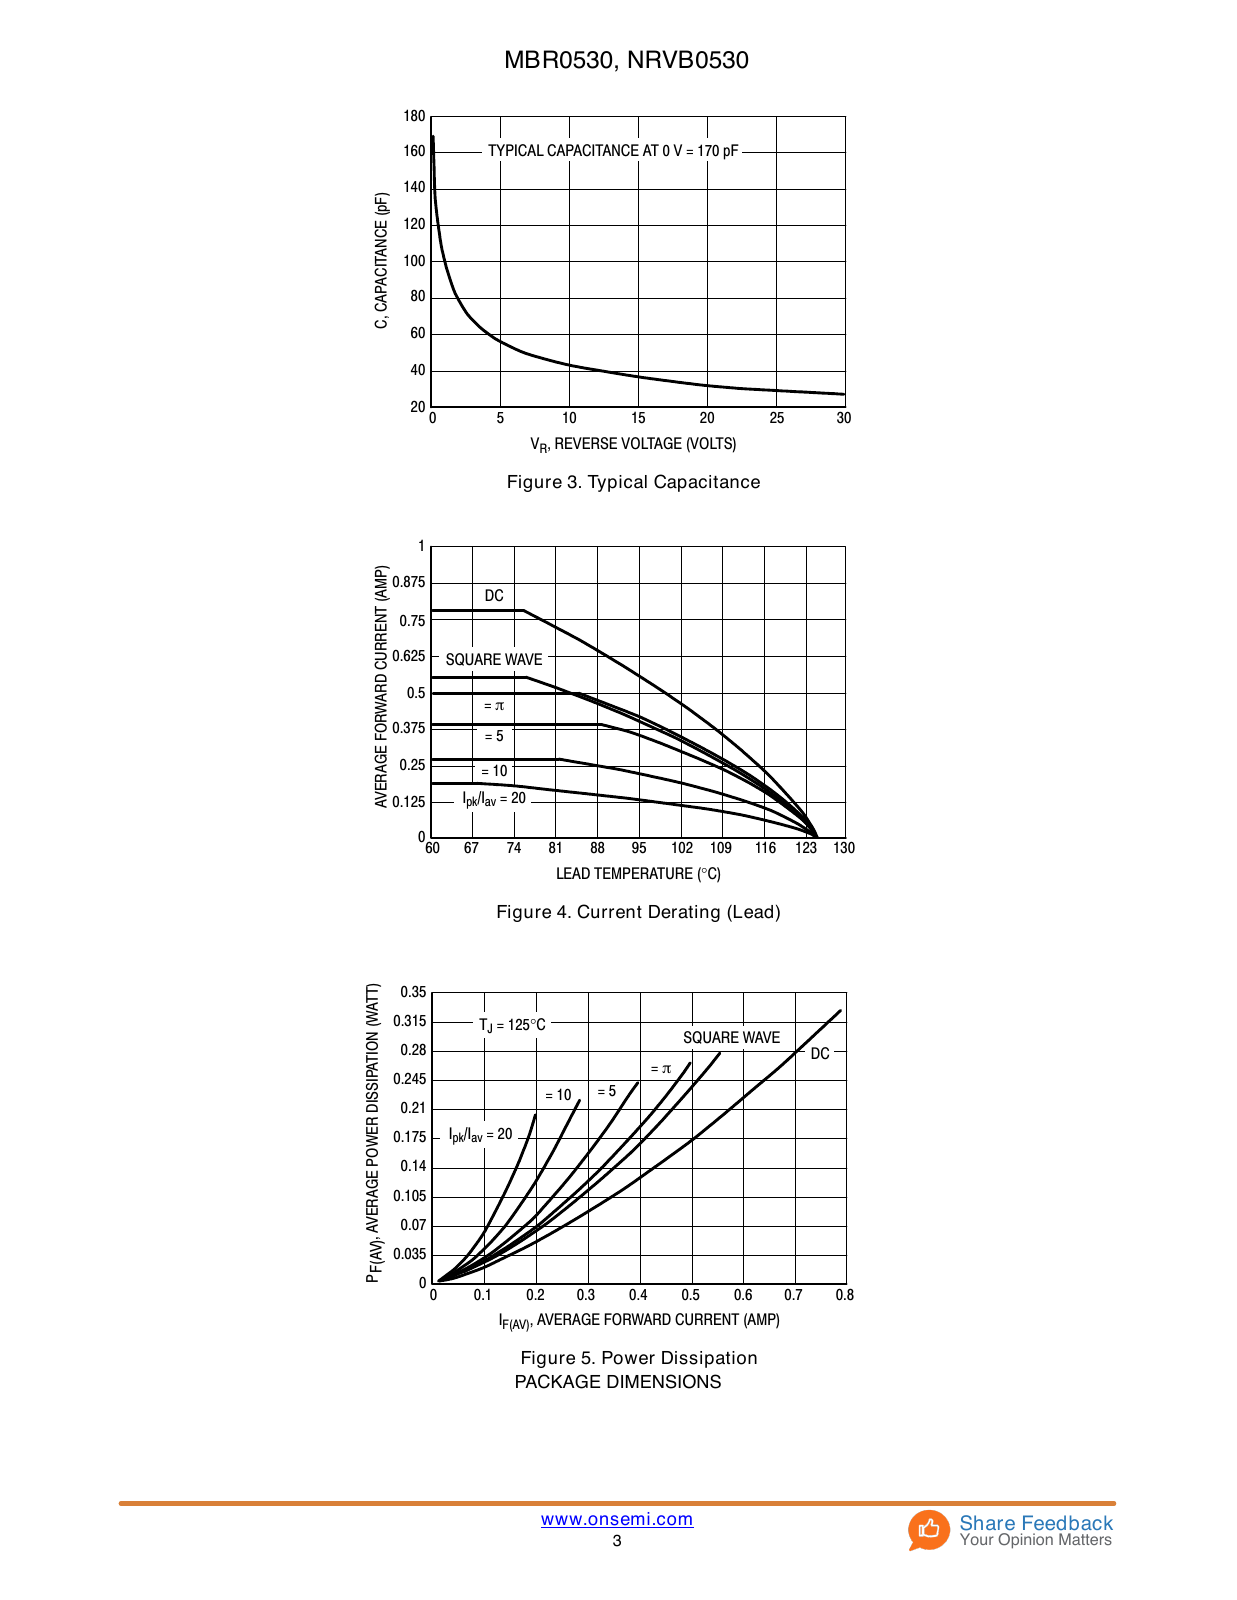 MBR0530, NRVB0530
180
160
140
120
100
80
60
40
20
C, CAPACITANCE (pF)
TYPICAL CAPACITANCE AT 0 V = 170 pF
0 5 10 15 20 25 30
VR, REVERSE VOLTAGE (VOLTS)
Figure 3. Typical Capacitance
1
0.875
0.75
0.625
0.5
0.375
0.25
0.125
0
AVERAGE FORWARD CURRENT (AMP)
DC
SQUARE WAVE
= π
= 5
= 10
Ipk/Iav = 20
60 67 74 81 88 95 102 109 116 123 130
LEAD TEMPERATURE (°C)
Figure 4. Current Derating (Lead)
0.35
0.315
0.28
0.245
0.21
0.175
0.14
0.105
0.07
0.035
0
PF(AV), AVERAGE POWER DISSIPATION (WATT)
TJ = 125°C
SQUARE WAVE
DC
= π
= 5
= 10
Ipk/Iav = 20
0 0.1 0.2 0.3 0.4 0.5 0.6 0.7 0.8
IF(AV), AVERAGE FORWARD CURRENT (AMP)
Figure 5. Power Dissipation
PACKAGE DIMENSIONS
www.onsemi.com
3
Share Feedback
Your Opinion Matters